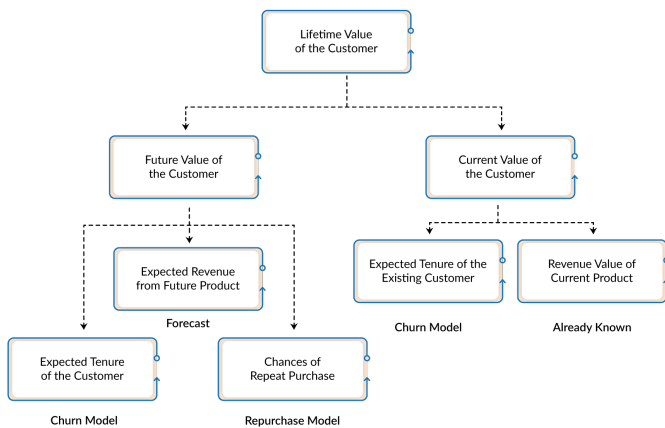 Lifetime Value
of the Customer
Future Value of
the Customer
Current Value of
the Customer
Expected Revenue
from Future Product
Forecast
Expected Tenure of the
Existing Customer
Churn Model
Revenue Value of
Current Product
Already Known
Expected Tenure
of the Customer
Churn Model
Chances of
Repeat Purchase
Repurchase Model